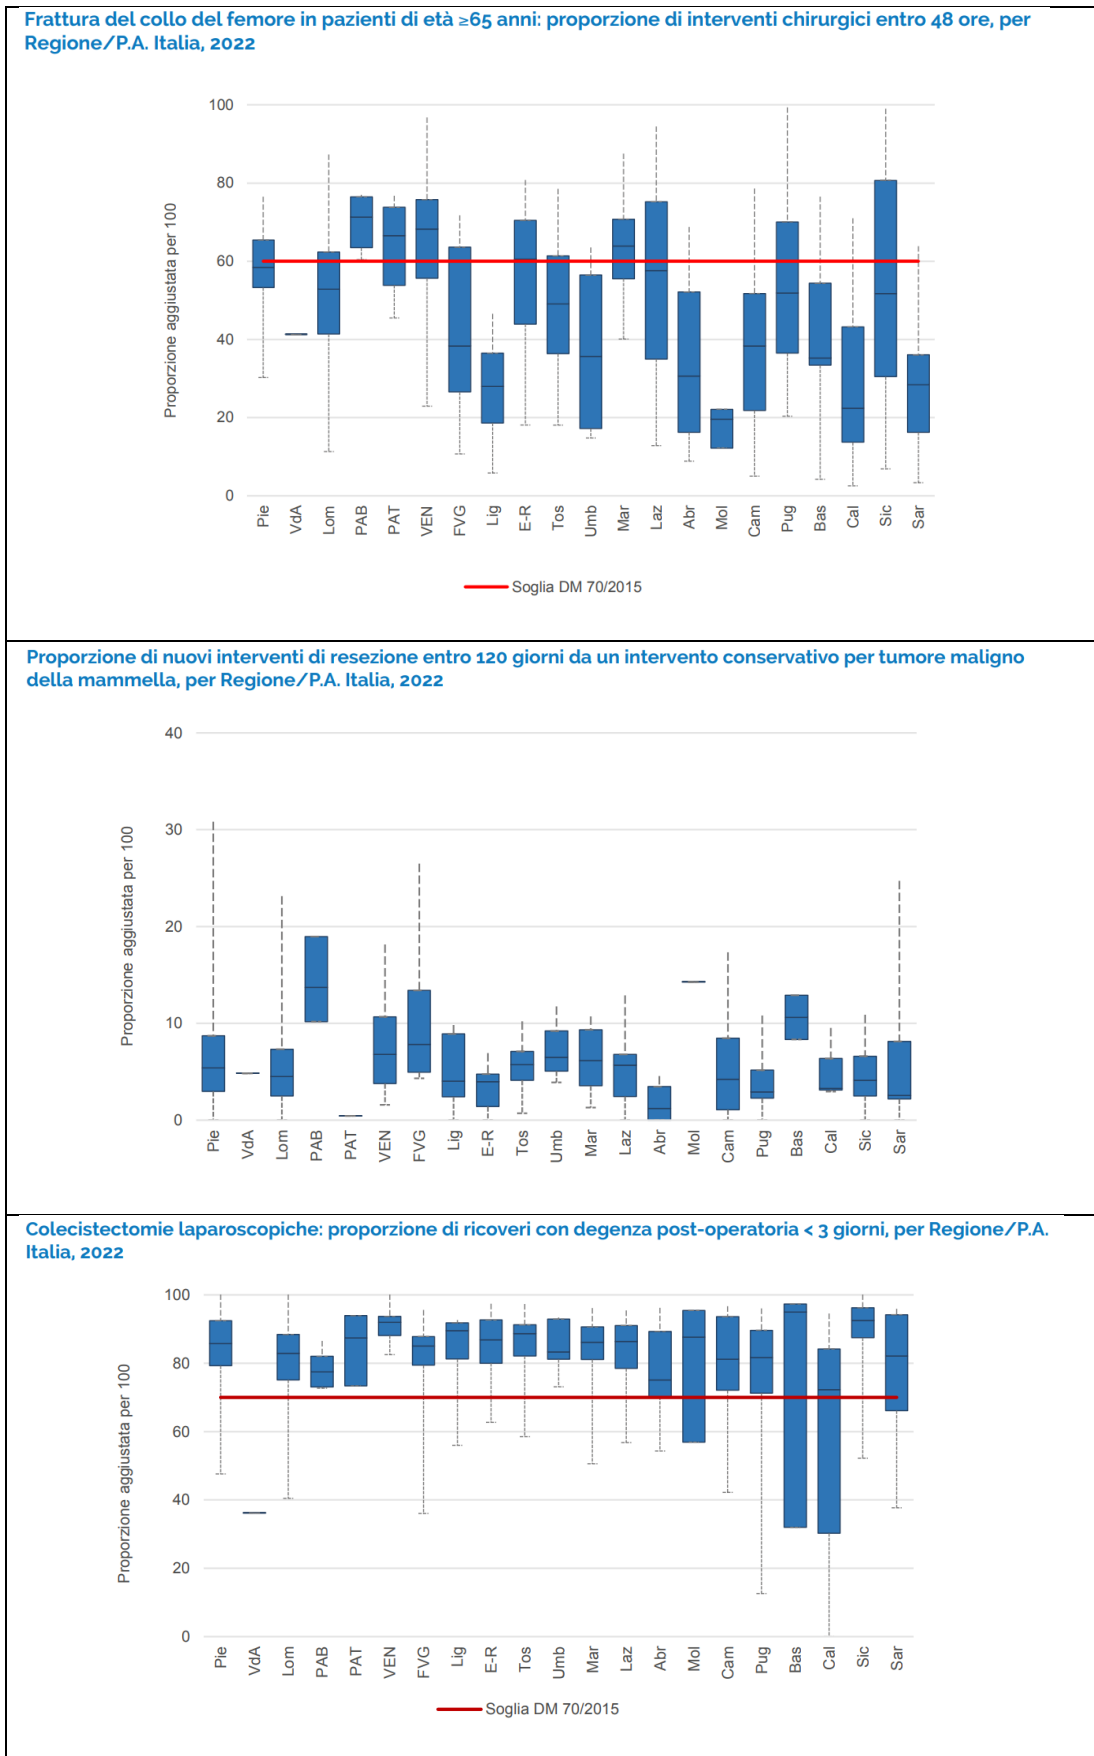 Frattura del collo del femore in pazienti di età ≥65 anni: proporzione di interventi chirurgici entro 48 ore, per
Regione/P.A. Italia, 2022
Proporzione aggiustata per 100
100
80
60
40
20
0
Pie VdA Lom PAB PAT VEN FVG Lig E-R Tos Umb Mar Laz Abr Mol Cam Pug Bas Cal Sic Sar
Soglia DM 70/2015
Proporzione di nuovi interventi di resezione entro 120 giorni da un intervento conservativo per tumore maligno
della mammella, per Regione/P.A. Italia, 2022
Proporzione aggiustata per 100
40
30
20
10
0
Pie VdA Lom PAB PAT VEN FVG Lig E-R Tos Umb Mar Laz Abr Mol Cam Pug Bas Cal Sic Sar
Colecistectomie laparoscopiche: proporzione di ricoveri con degenza post-operatoria < 3 giorni, per Regione/P.A.
Italia, 2022
Proporzione aggiustata per 100
100
80
60
40
20
0
Pie VdA Lom PAB PAT VEN FVG Lig E-R Tos Umb Mar Laz Abr Mol Cam Pug Bas Cal Sic Sar
Soglia DM 70/2015